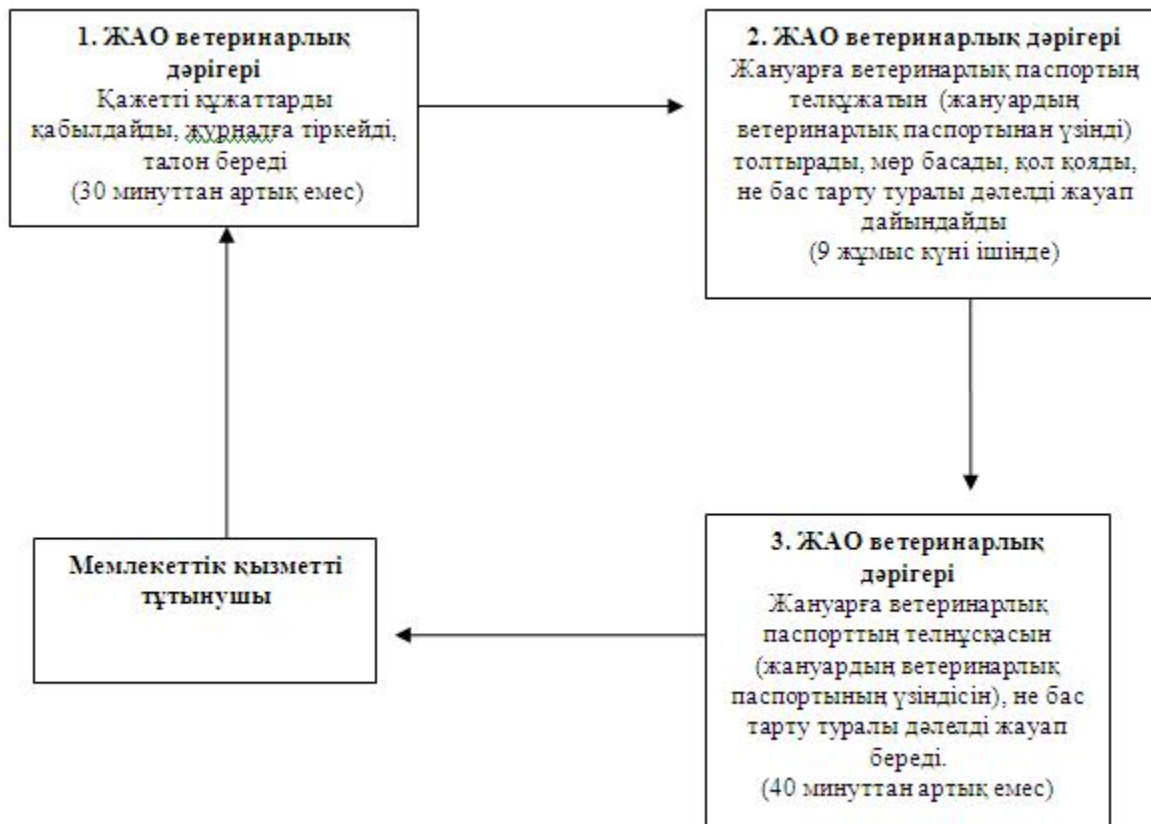 1. ЖАО ветеринарлық
дәрігері
Қажетті құжаттарды
қабылдайды, журналға тіркейді,
талон береді
(30 минуттан артық емес)
2. ЖАО ветеринарлық дәрігері
Жануарға ветеринарлық паспортың
телқұжатын (жануардың
ветеринарлық паспортынан үзінді)
толтырады, мөр басады, қол қояды,
не бас тарту туралы дәлелді жауап
дайындайды
(9 жұмыс күні ішінде)
3. ЖАО ветеринарлық
дәрігері
Жануарға ветеринарлық
паспорттың телнұсқасын
(жануардың ветеринарлық
паспортының үзіндісін), не бас
тарту туралы дәлелді жауап
береді.
(40 минуттан артық емес)
Мемлекеттік қызметті
тұтынушы